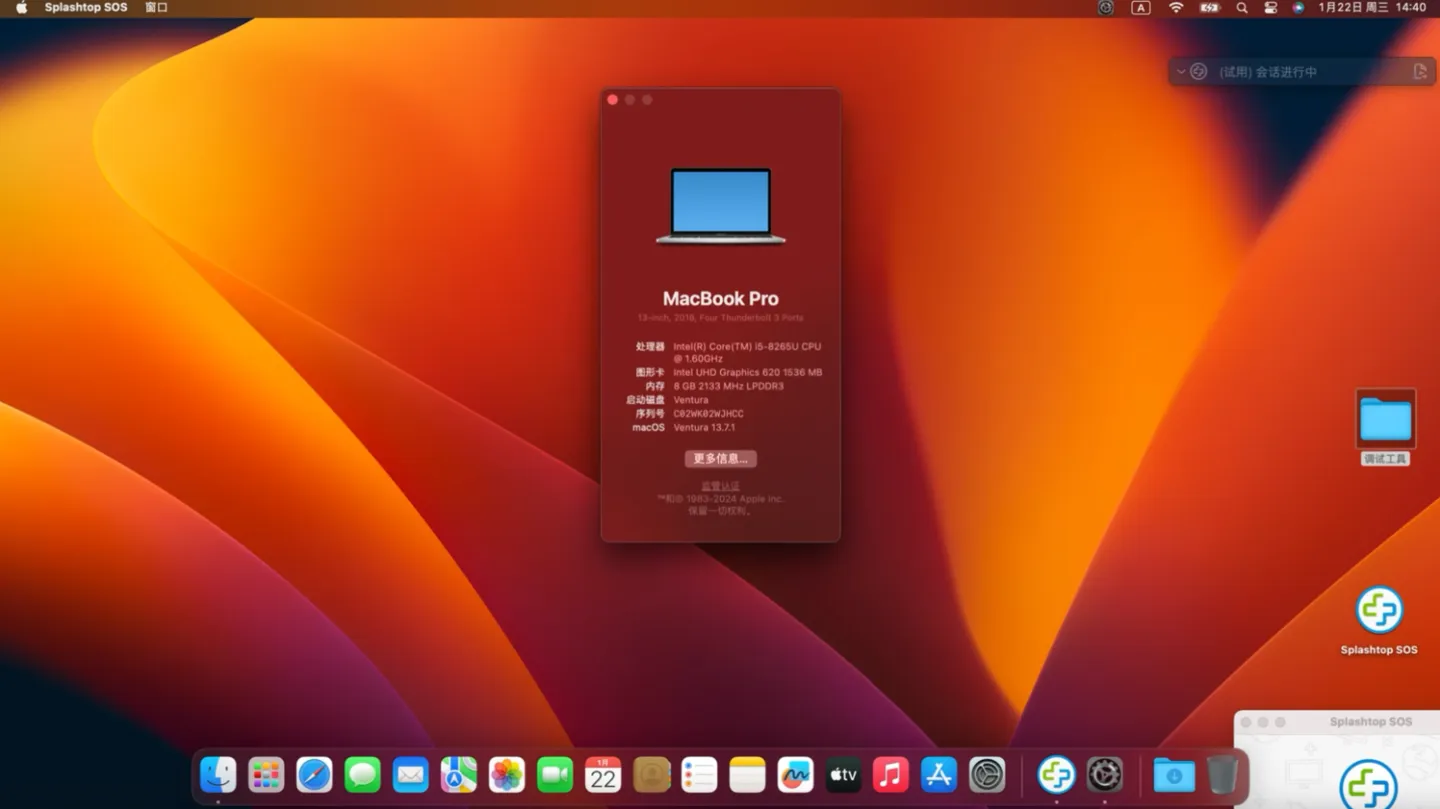 Splashtop SOS 窗口
A
1月22日 周三 14:40
(试用) 会话进行中
MacBook Pro
13-inch, 2018, Four Thunderbolt 3 Ports
处理器 Intel(R) Core(TM) i5-8265U CPU
@ 1.60GHz
图形卡 Intel UHD Graphics 620 1536 MB
内存 8 GB 2133 MHz LPDDR3
启动磁盘 Ventura
序列号 C02WK02WJHCC
macOS Ventura 13.7.1
更多信息...
监管认证
™和© 1983-2024 Apple Inc.
保留一切权利。
调试工具
Splashtop SOS
Splashtop SOS
1月
22
tv